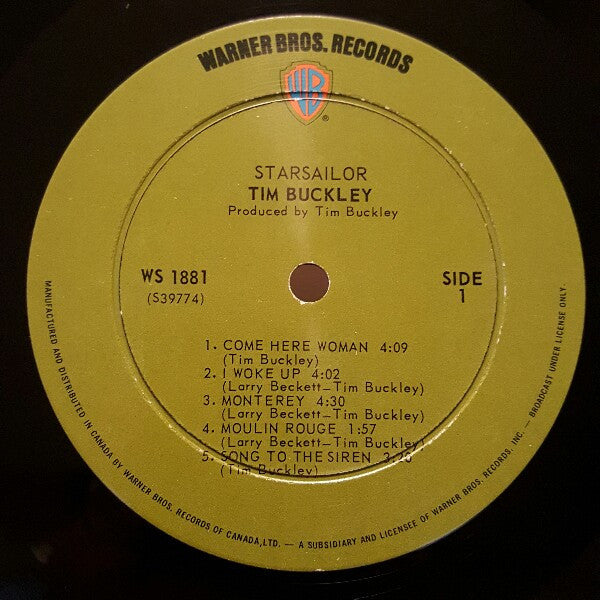 WARNER BROS. RECORDS
WB
®
STARSAILOR
TIM BUCKLEY
Produced by Tim Buckley
WS 1881
(S39774)
SIDE
1
1. COME HERE WOMAN 4:09
(Tim Buckley)
2. I WOKE UP 4:02
(Larry Beckett—Tim Buckley)
3. MONTEREY 4:30
(Larry Beckett—Tim Buckley)
4. MOULIN ROUGE 1:57
(Larry Beckett—Tim Buckley)
5. SONG TO THE SIREN 3:20
(Tim Buckley)
MANUFACTURED AND DISTRIBUTED IN CANADA BY WARNER BROS. RECORDS OF CANADA, LTD. — A SUBSIDIARY AND LICENSEE OF WARNER BROS. RECORDS, INC. — BROADCAST UNDER LICENSE ONLY.